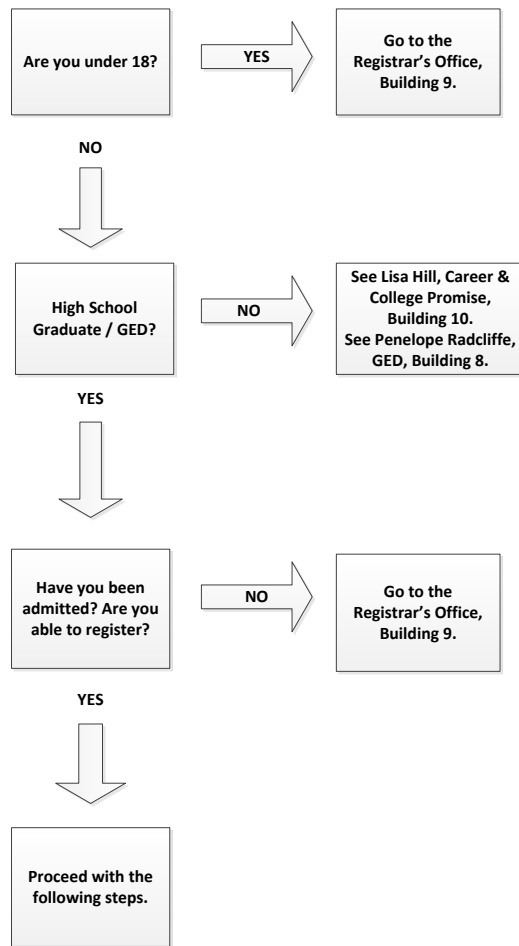 Are you under 18?
YES
Go to the
Registrar’s Office,
Building 9.
NO
High School
Graduate / GED?
NO
See Lisa Hill, Career &
College Promise,
Building 10.
See Penelope Radcliffe,
GED, Building 8.
YES
Have you been
admitted? Are you
able to register?
NO
Go to the
Registrar’s Office,
Building 9.
YES
Proceed with the
following steps.